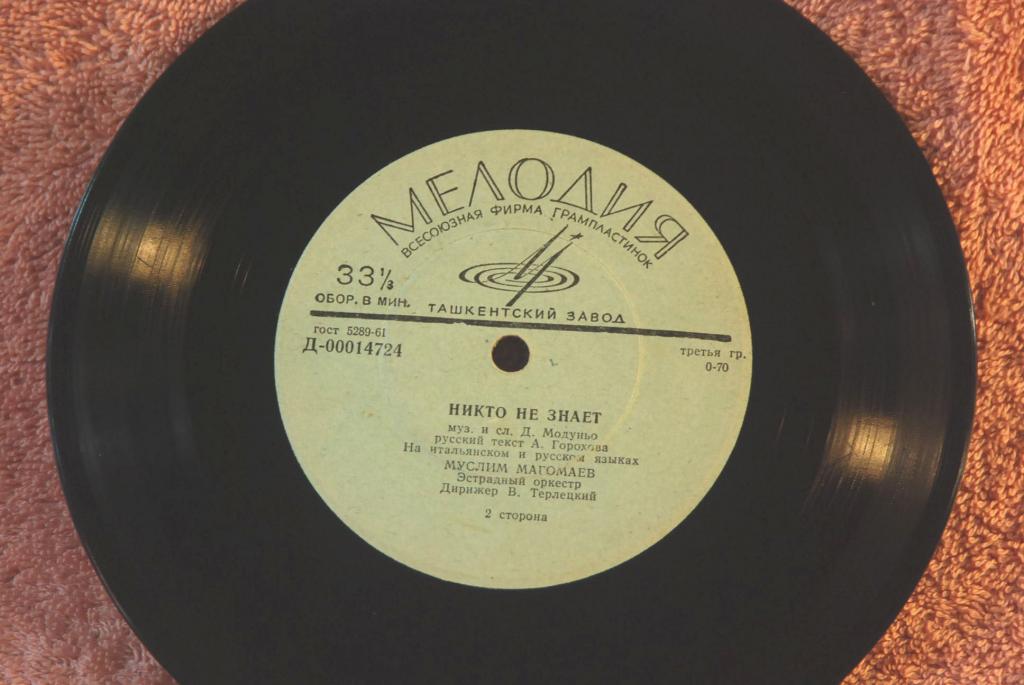 МЕЛОДИЯ
ВСЕСОЮЗНАЯ ФИРМА ГРАМПЛАСТИНОК
33⅓
ОБОР. В МИН.
ТАШКЕНТСКИЙ ЗАВОД
гост 5289-61
Д-00014724
третья гр.
0-70
НИКТО НЕ ЗНАЕТ
муз. и сл. Д. Модуньо
русский текст А. Горохова
На итальянском и русском языках
МУСЛИМ МАГОМАЕВ
Эстрадный оркестр
Дирижер В. Терлецкий
2 сторона